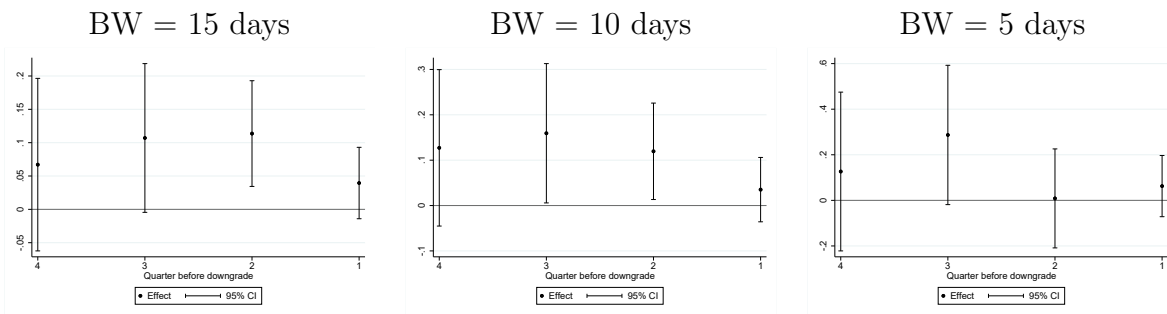 BW = 15 days
.2
.15
.1
.05
0
-.05
4
3
2
1
Quarter before downgrade
Effect
95% CI
BW = 10 days
.3
.2
.1
0
-.1
4
3
2
1
Quarter before downgrade
Effect
95% CI
BW = 5 days
.6
.4
.2
0
-.2
4
3
2
1
Quarter before downgrade
Effect
95% CI